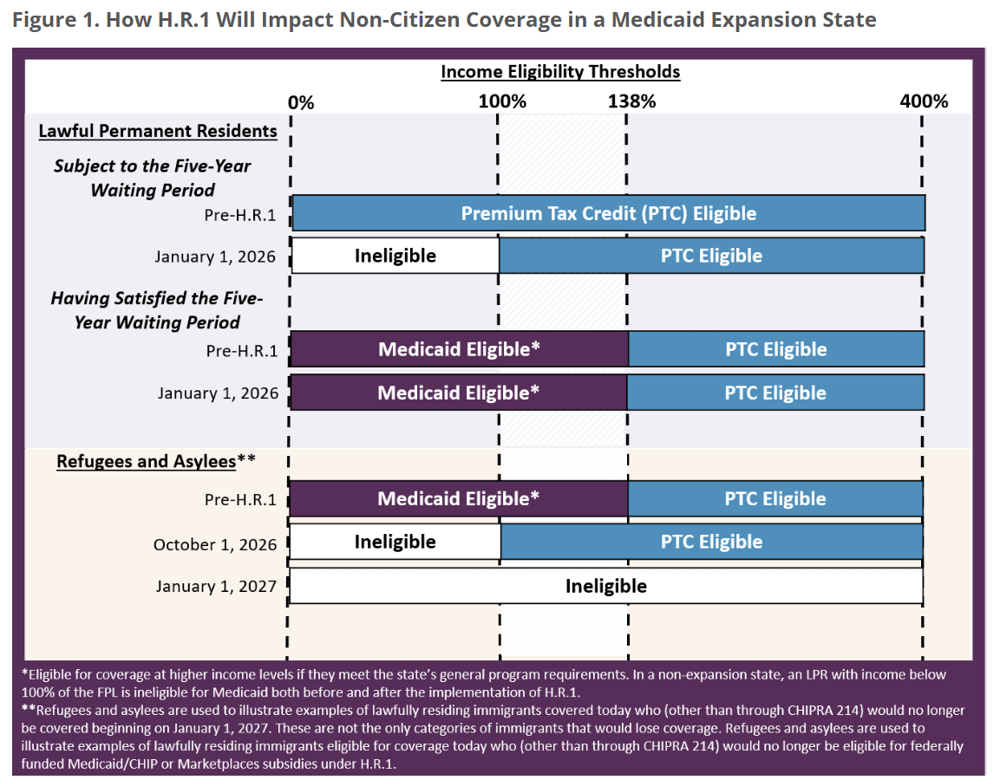 Figure 1. How H.R.1 Will Impact Non-Citizen Coverage in a Medicaid Expansion State
Income Eligibility Thresholds
0% 100% 138% 400%
Lawful Permanent Residents
Subject to the Five-Year
Waiting Period
Pre-H.R.1 Premium Tax Credit (PTC) Eligible
January 1, 2026 Ineligible PTC Eligible
Having Satisfied the Five-
Year Waiting Period
Pre-H.R.1 Medicaid Eligible* PTC Eligible
January 1, 2026 Medicaid Eligible* PTC Eligible
Refugees and Asylees**
Pre-H.R.1 Medicaid Eligible* PTC Eligible
October 1, 2026 Ineligible PTC Eligible
January 1, 2027 Ineligible
*Eligible for coverage at higher income levels if they meet the state's general program requirements. In a non-expansion state, an LPR with income below
100% of the FPL is ineligible for Medicaid both before and after the implementation of H.R.1.
**Refugees and asylees are used to illustrate examples of lawfully residing immigrants covered today who (other than through CHIPRA 214) would no longer
be covered beginning on January 1, 2027. These are not the only categories of immigrants that would lose coverage. Refugees and asylees are used to
illustrate examples of lawfully residing immigrants eligible for coverage today who (other than through CHIPRA 214) would no longer be eligible for federally
funded Medicaid/CHIP or Marketplaces subsidies under H.R.1.